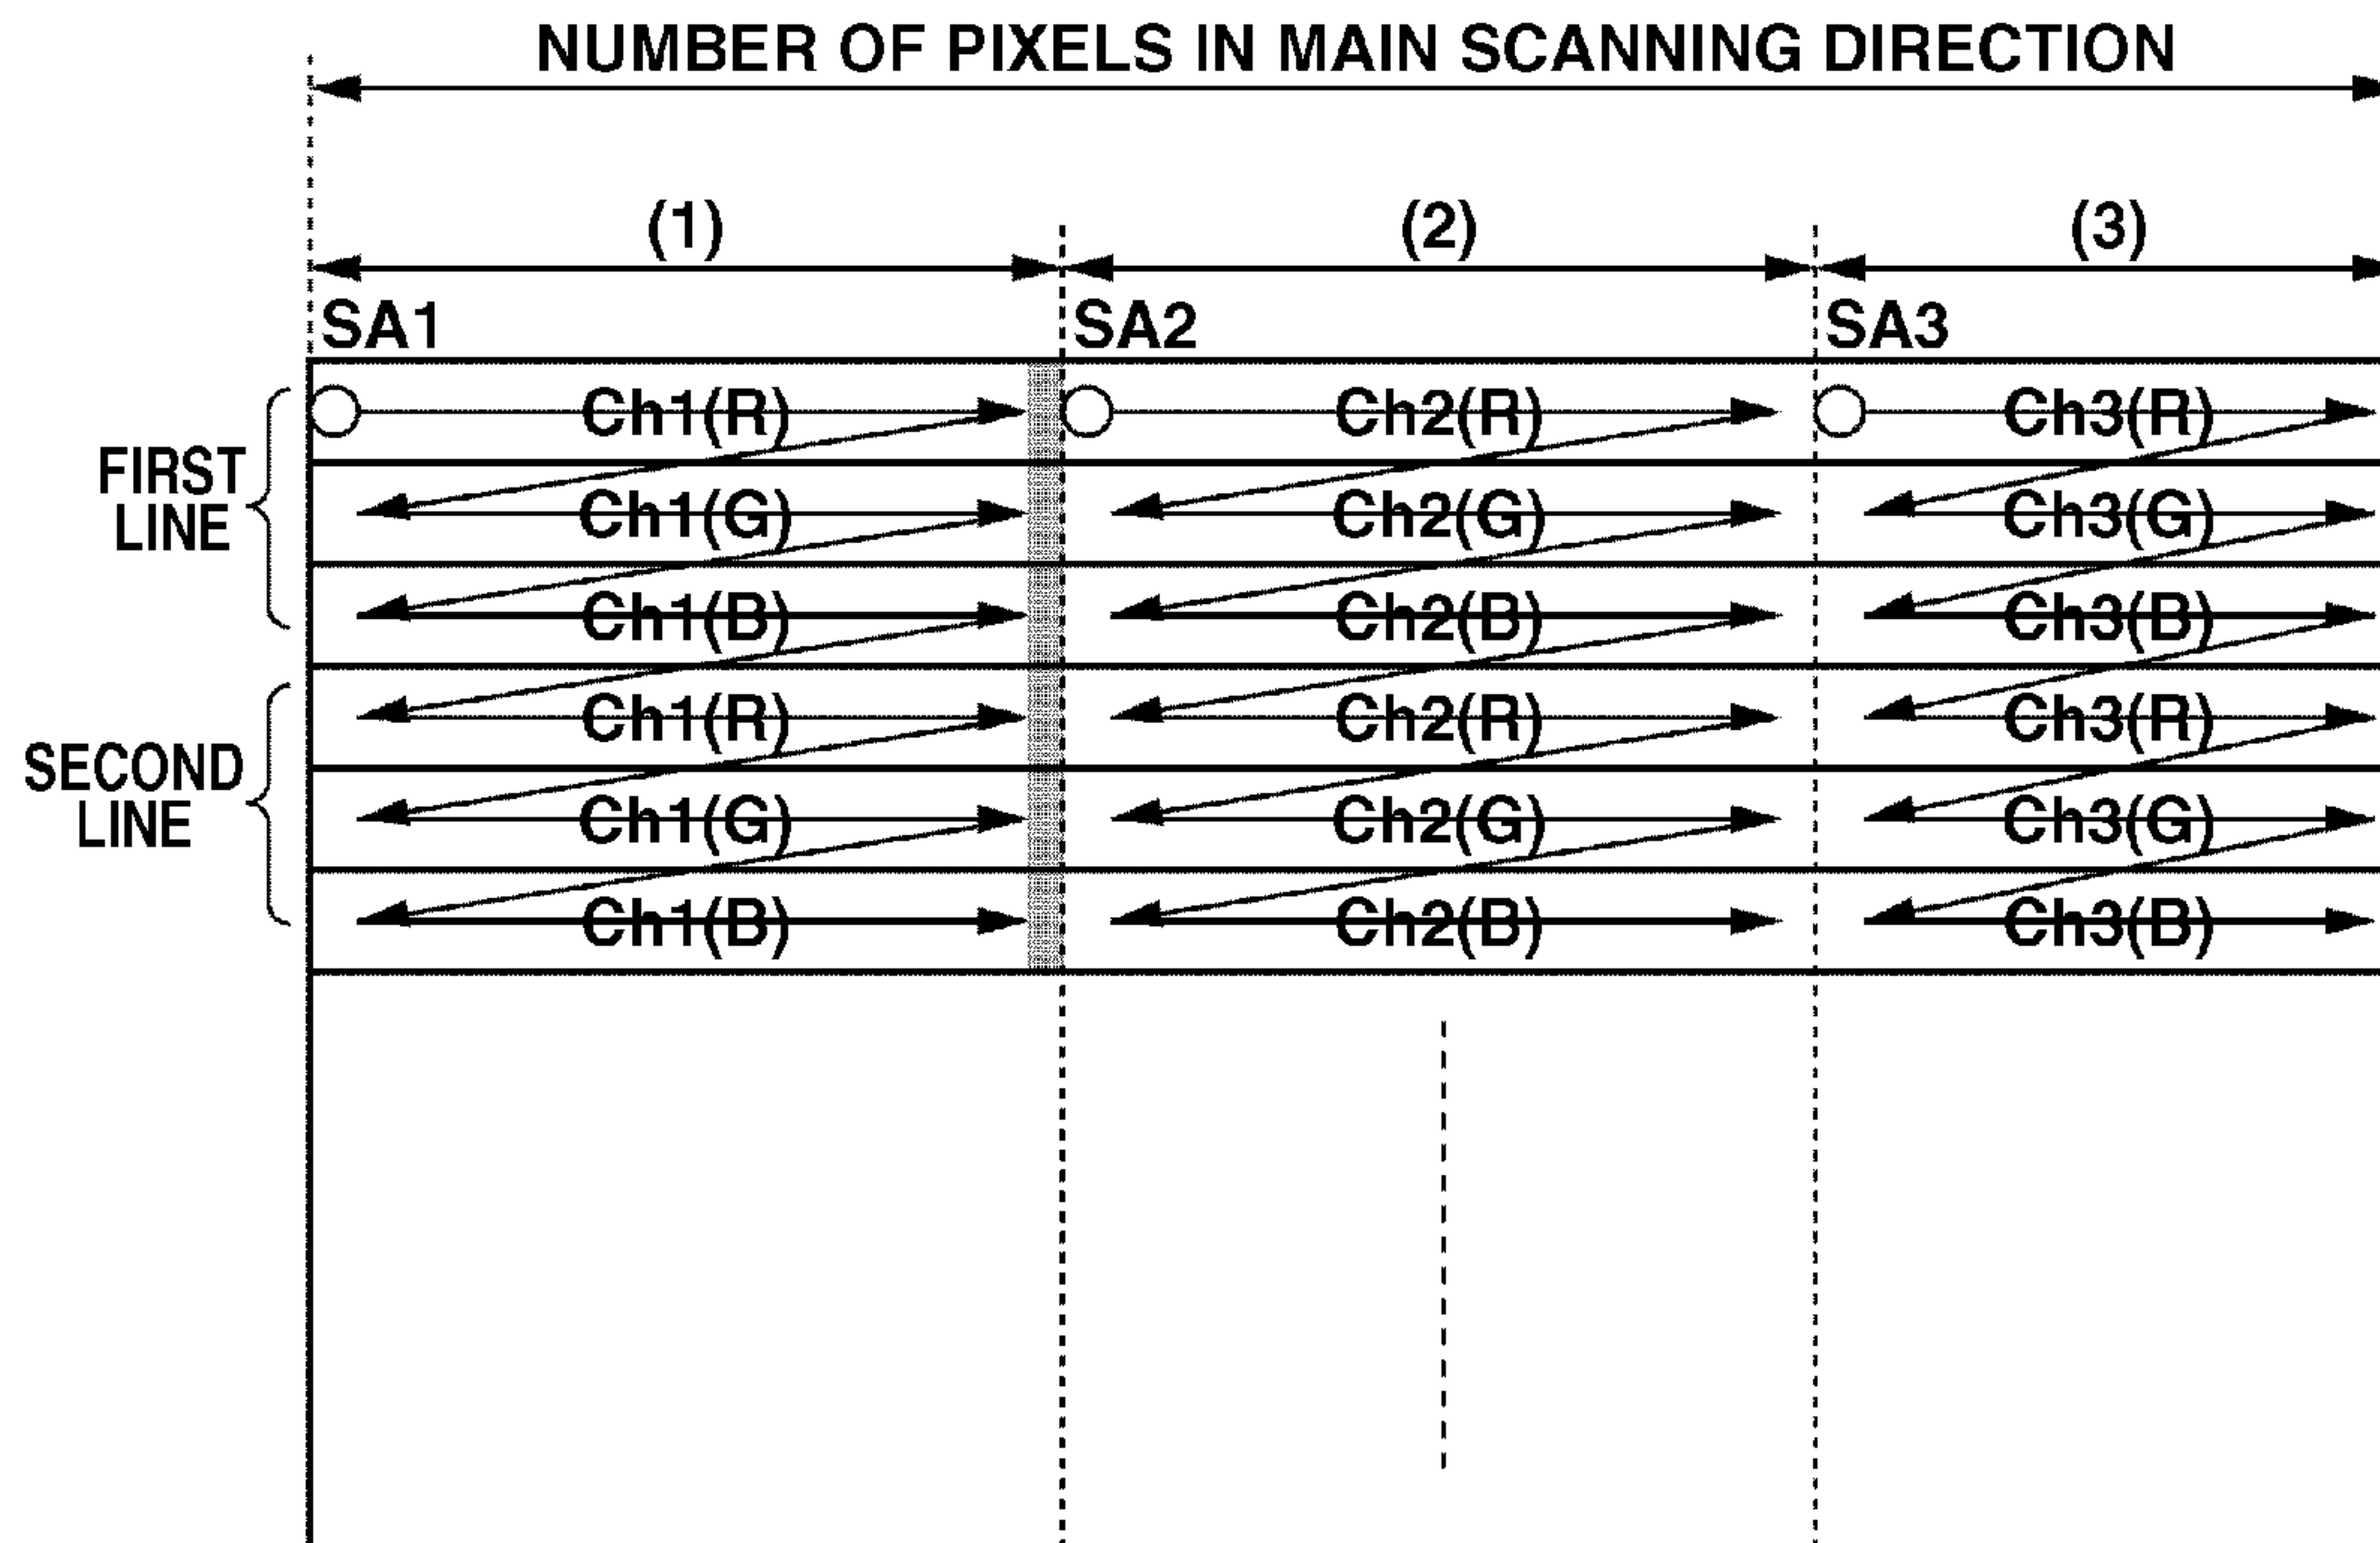 NUMBER OF PIXELS IN MAIN SCANNING DIRECTION
(1) (2) (3)
SA1 SA2 SA3
FIRST
LINE
Ch1(R) Ch2(R) Ch3(R)
Ch1(G) Ch2(G) Ch3(G)
Ch1(B) Ch2(B) Ch3(B)
SECOND
LINE
Ch1(R) Ch2(R) Ch3(R)
Ch1(G) Ch2(G) Ch3(G)
Ch1(B) Ch2(B) Ch3(B)